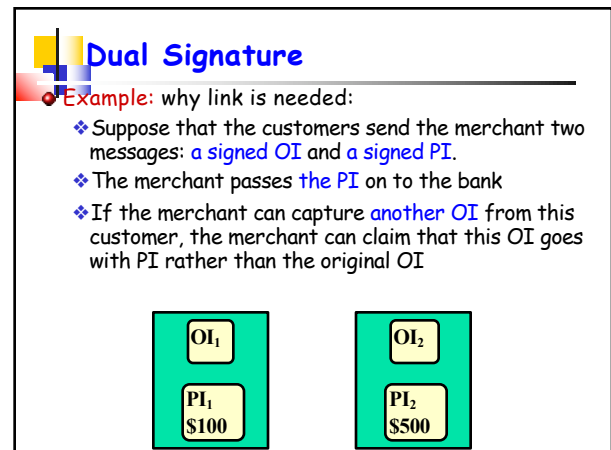 Dual Signature
Example: why link is needed:
Suppose that the customers send the merchant two
messages: a signed OI and a signed PI.
The merchant passes the PI on to the bank
If the merchant can capture another OI from this
customer, the merchant can claim that this OI goes
with PI rather than the original OI
OI₁
OI₂
PI₁
$100
PI₂
$500